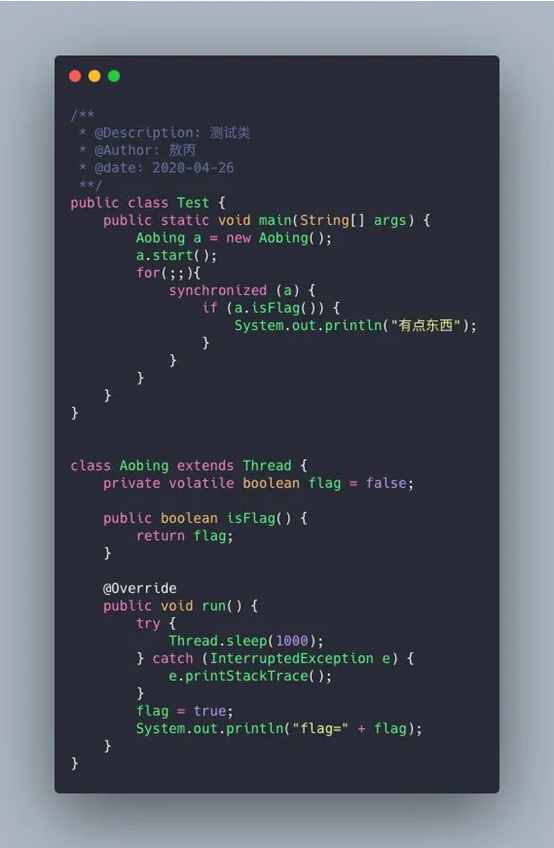 /**
 * @Description: 测试类
 * @Author: 敖丙
 * @date: 2020-04-26
 **/
public class Test {
    public static void main(String[] args) {
        Aobing a = new Aobing();
        a.start();
        for(;;){
            synchronized (a) {
                if (a.isFlag()) {
                    System.out.println("有点东西");
                }
            }
        }
    }
}
class Aobing extends Thread {
    private volatile boolean flag = false;
    public boolean isFlag() {
        return flag;
    }
    @Override
    public void run() {
        try {
            Thread.sleep(1000);
        } catch (InterruptedException e) {
            e.printStackTrace();
        }
        flag = true;
        System.out.println("flag=" + flag);
    }
}